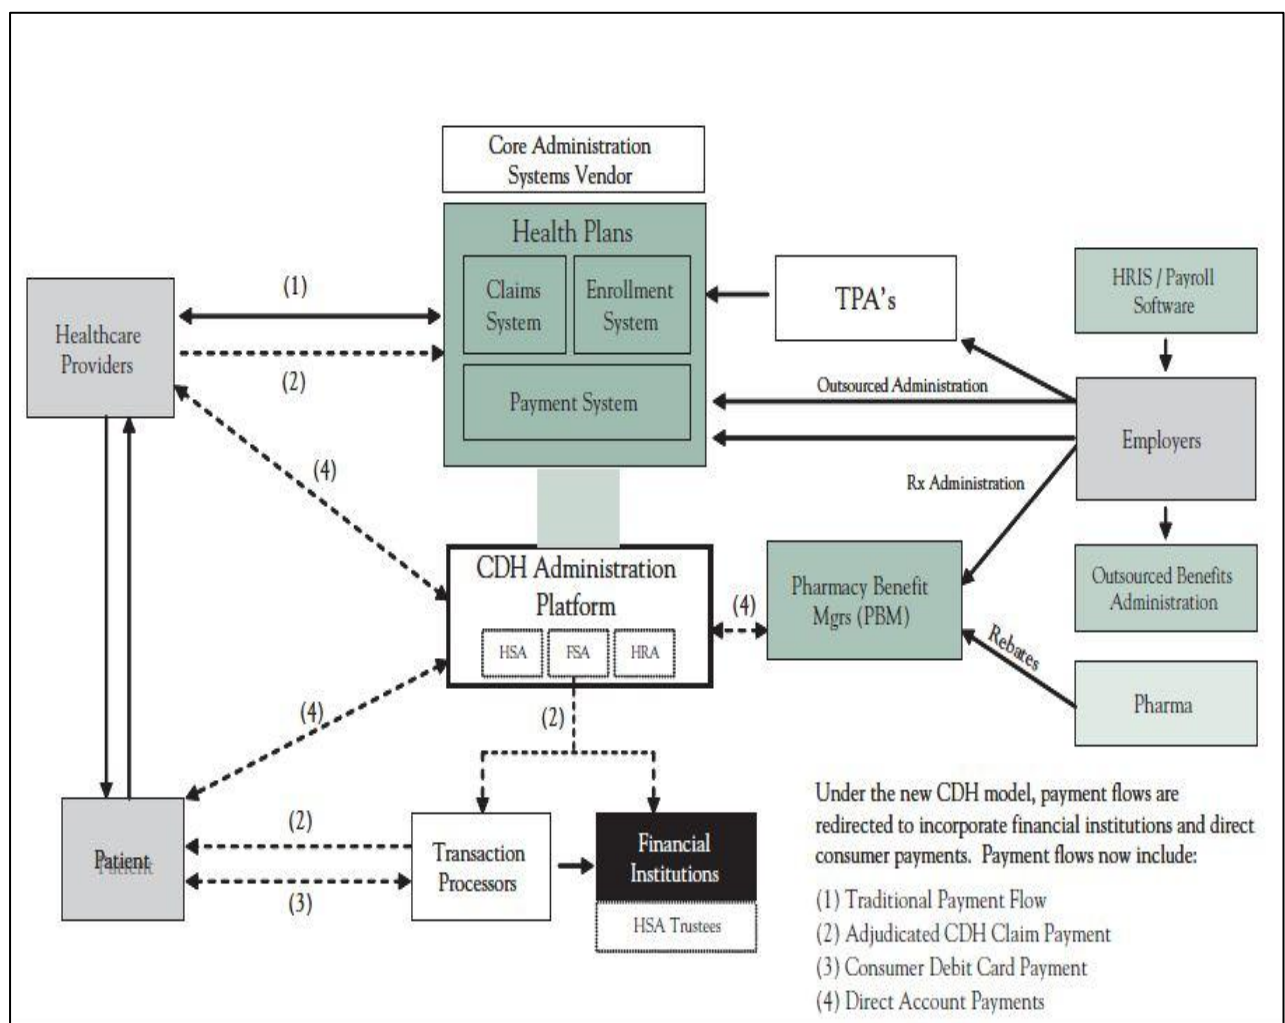 Core Administration
Systems Vendor
Health Plans
Claims
System
Enrollment
System
Payment System
(1)
(2)
Healthcare
Providers
TPA's
HRIS / Payroll
Software
Outsourced Administration
Employers
Rx Administration
(4)
CDH Administration
Platform
HSA
FSA
HRA
(4)
Pharmacy Benefit
Mgrs (PBM)
Outsourced Benefits
Administration
Rebates
Pharma
(4)
(2)
Patient
(2)
(3)
Transaction
Processors
Financial
Institutions
HSA Trustees
Under the new CDH model, payment flows are
redirected to incorporate financial institutions and direct
consumer payments. Payment flows now include:
(1) Traditional Payment Flow
(2) Adjudicated CDH Claim Payment
(3) Consumer Debit Card Payment
(4) Direct Account Payments